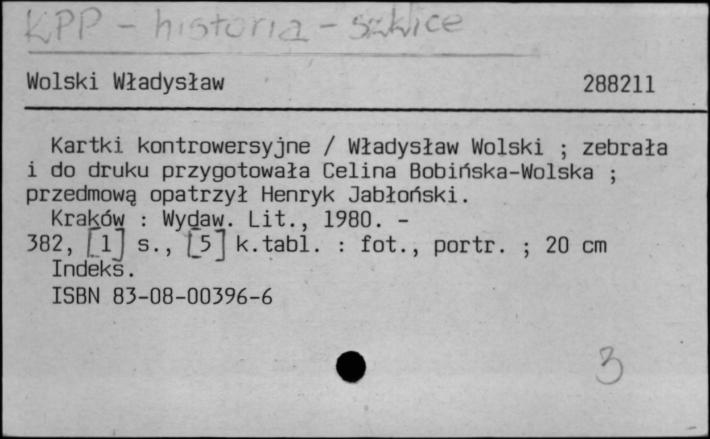 KPP - historia - szkice
Wolski Władysław 288211
Kartki kontrowersyjne / Władysław Wolski ; zebrała
i do druku przygotowała Celina Bobińska-Wolska ;
przedmową opatrzył Henryk Jabłoński.
Kraków : Wydaw. Lit., 1980. -
382, [1] s., [5] k.tabl. : fot., portr. ; 20 cm
Indeks.
ISBN 83-08-00396-6
3